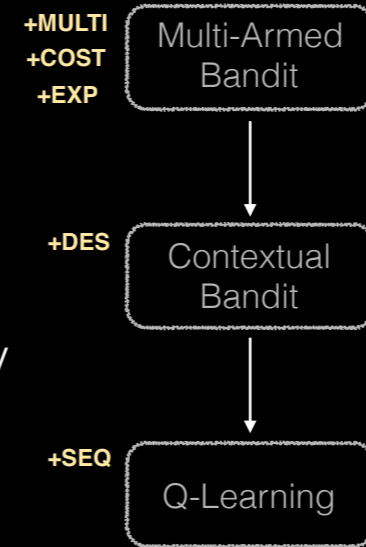 +MULTI
+COST
+EXP
Multi-Armed
Bandit
+DES
Contextual
Bandit
+SEQ
Q-Learning